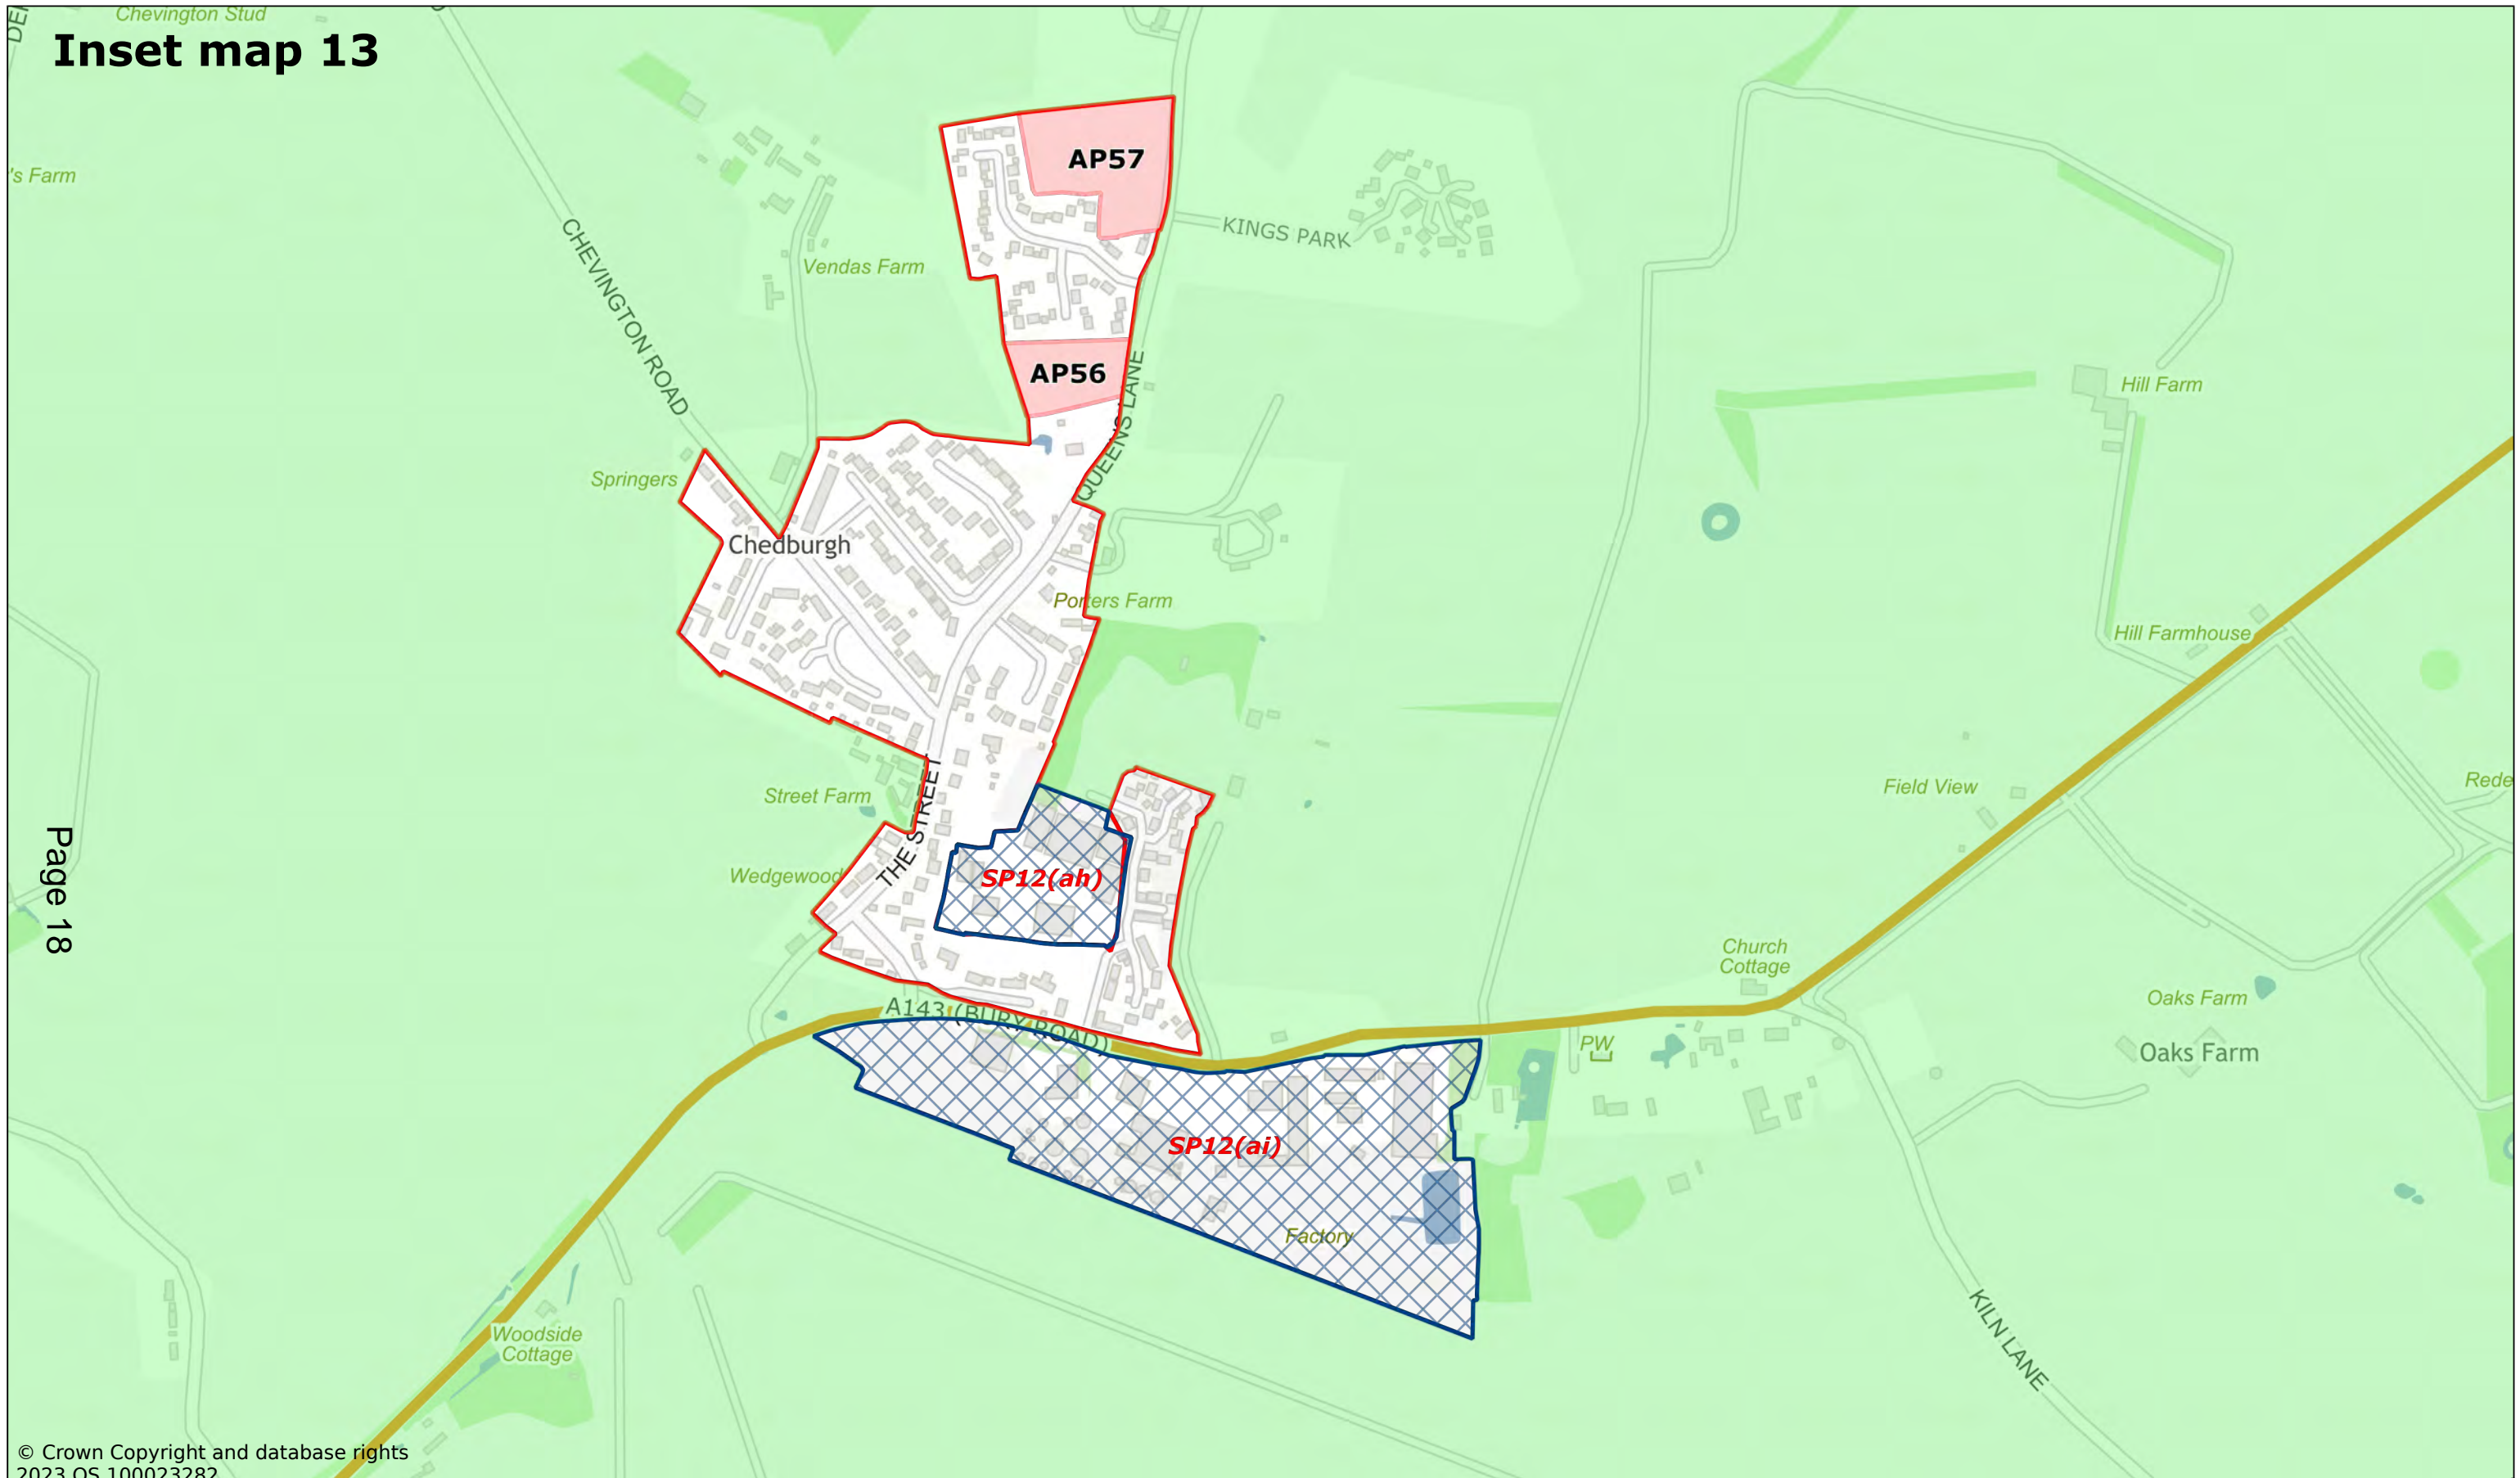 Chevington Stud
Inset map 13
's Farm
AP57
KINGS PARK
CHEVINGTON ROAD
Vendas Farm
AP56
QUEENS LANE
Hill Farm
Springers
Chedburgh
Porters Farm
Hill Farmhouse
Street Farm
THE STREET
Field View
Rede
Wedgewood
SP12(ah)
Page 18
Church
Cottage
Oaks Farm
A143 (BURY ROAD)
PW
Oaks Farm
SP12(ai)
Factory
Woodside
Cottage
KILN LANE
© Crown Copyright and database rights
2023 OS 100023282